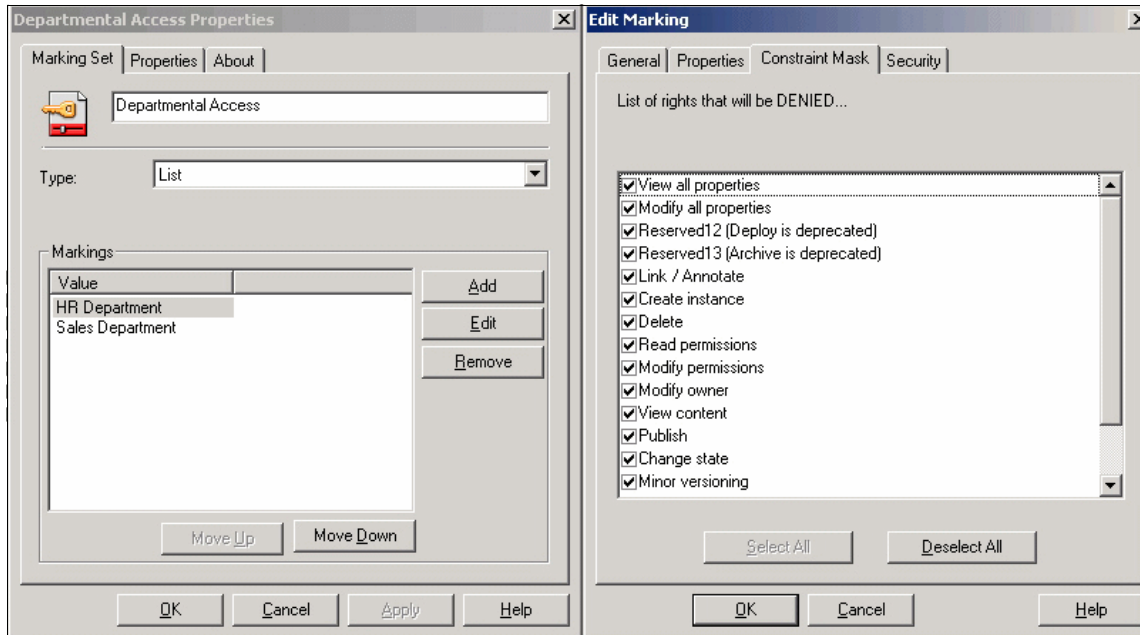 Departmental Access Properties
Marking Set Properties About
Departmental Access
Type: List
Markings
Value
HR Department
Sales Department
Add
Edit
Remove
Move Up Move Down
OK Cancel Apply Help
Edit Marking
General Properties Constraint Mask Security
List of rights that will be DENIED...
View all properties
Modify all properties
Reserved12 (Deploy is deprecated)
Reserved13 (Archive is deprecated)
Link / Annotate
Create instance
Delete
Read permissions
Modify permissions
Modify owner
View content
Publish
Change state
Minor versioning
Select All Deselect All
OK Cancel Help